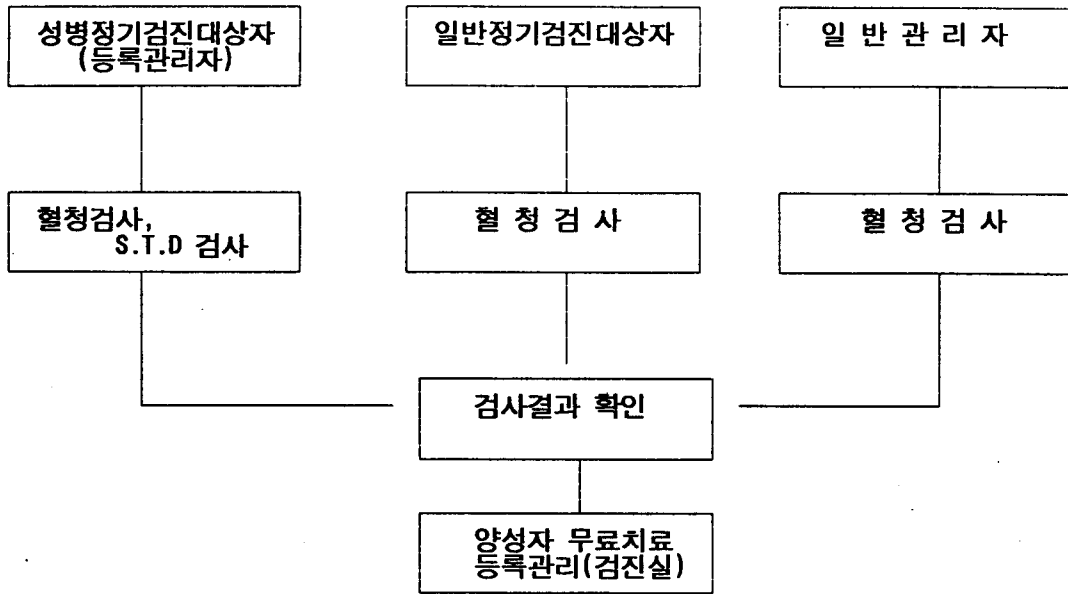 성병정기검진대상자
(등록관리자)
일반정기검진대상자
일 반 관 리 자
혈청검사,
S.T.D 검사
혈 청 검 사
혈 청 검 사
검사결과 확인
양성자 무료치료
등록관리(검진실)